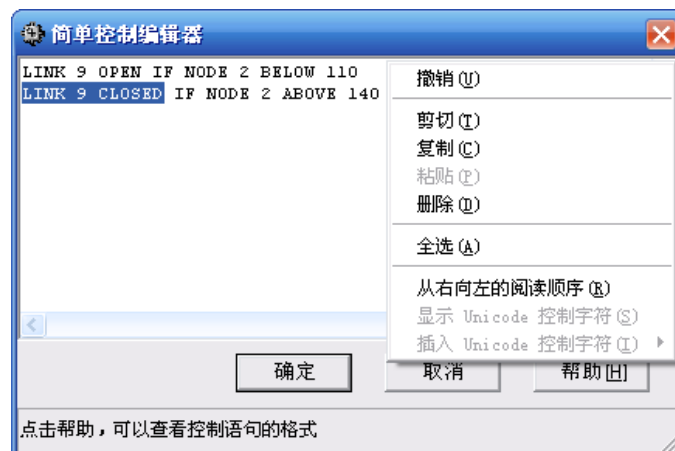 简单控制编辑器
LINK 9 OPEN IF NODE 2 BELOW 110
LINK 9 CLOSED IF NODE 2 ABOVE 140
撤销(U)
剪切(T)
复制(C)
粘贴(P)
删除(D)
全选(A)
从右向左的阅读顺序(R)
显示 Unicode 控制字符(S)
插入 Unicode 控制字符(I)
确定
取消
帮助[H]
点击帮助，可以查看控制语句的格式